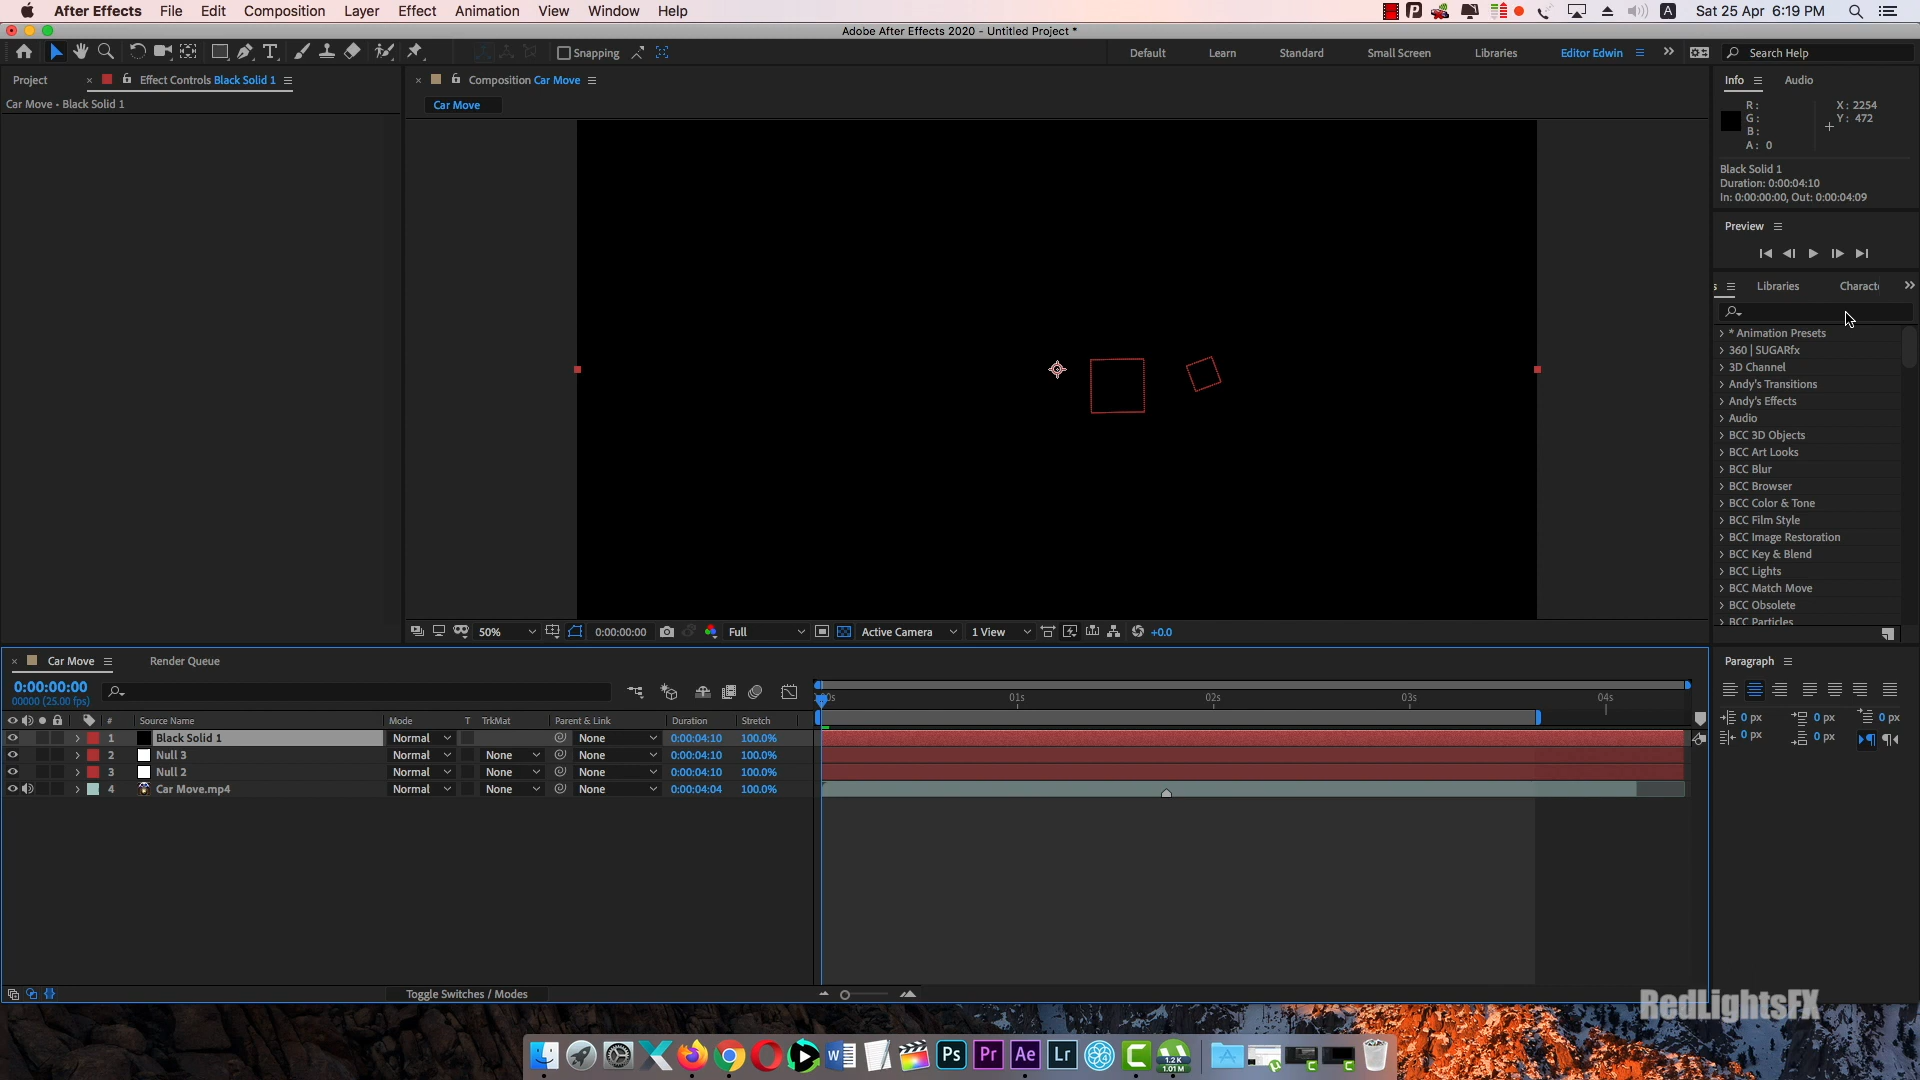 After Effects File Edit Composition Layer Effect Animation View Window Help
A Sat 25 Apr 6:19 PM
Adobe After Effects 2020 - Untitled Project *
Snapping
Default Learn Standard Small Screen Libraries Editor Edwin Search Help
Project Effect Controls Black Solid 1
Car Move - Black Solid 1
Composition Car Move
Car Move
Info Audio
R:
G:
B:
A: 0
X: 2254
Y: 472
Black Solid 1
Duration: 0:00:04:10
In: 0:00:00:00, Out: 0:00:04:09
Preview
s Libraries Charact
* Animation Presets
360 | SUGARfx
3D Channel
Andy's Transitions
Andy's Effects
Audio
BCC 3D Objects
BCC Art Looks
BCC Blur
BCC Browser
BCC Color & Tone
BCC Film Style
BCC Image Restoration
BCC Key & Blend
BCC Lights
BCC Match Move
BCC Obsolete
BCC Particles
50% 0:00:00:00 Full Active Camera 1 View +0.0
Car Move Render Queue
0:00:00:00
00000 (25.00 fps)
01s 02s 03s 04s
# Source Name Mode T TrkMat Parent & Link Duration Stretch
1 Black Solid 1 Normal None 0:00:04:10 100.0%
2 Null 3 Normal None None 0:00:04:10 100.0%
3 Null 2 Normal None None 0:00:04:10 100.0%
4 Car Move.mp4 Normal None None 0:00:04:04 100.0%
Toggle Switches / Modes
Paragraph
0 px 0 px 0 px
0 px 0 px
RedLightsFX
W Ps Pr Ae Lr C
1.2 K
1.01 M